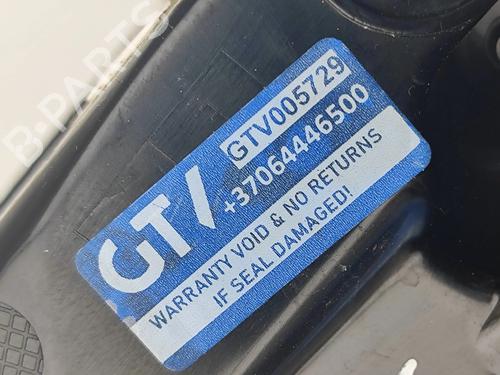 B-PARTS
GTV
GTV005729
+37064446500
WARRANTY VOID & NO RETURNS
IF SEAL DAMAGED!